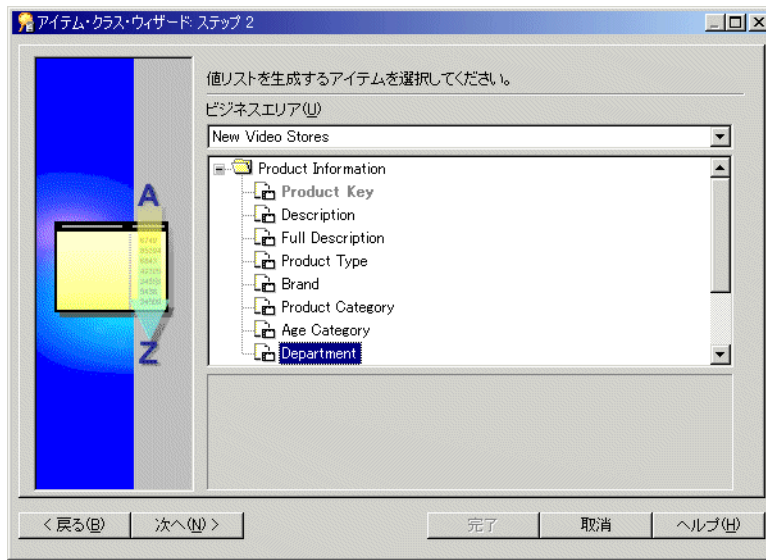 アイテム・クラス・ウィザード: ステップ 2
値リストを生成するアイテムを選択してください。
ビジネスエリア(U)
New Video Stores
Product Information
Product Key
Description
Full Description
Product Type
Brand
Product Category
Age Category
Department
A
Z
< 戻る(B)
次へ(N) >
完了
取消
ヘルプ(H)